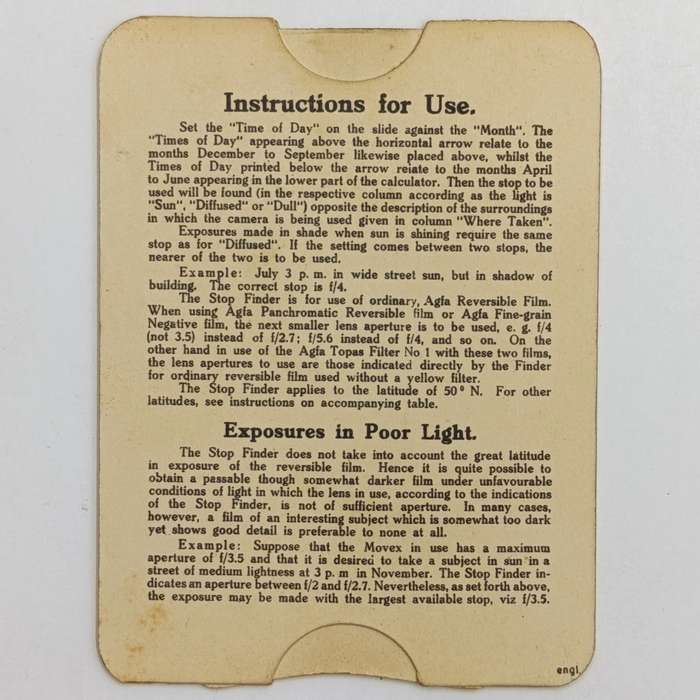 Instructions for Use.
Set the "Time of Day" on the slide against the "Month". The
"Times of Day" appearing above the horizontal arrow relate to the
months December to September likewise placed above, whilst the
Times of Day printed below the arrow relate to the months April
to June appearing in the lower part of the calculator. Then the stop to be
used will be found (in the respective column according as the light is
"Sun", "Diffused" or "Dull") opposite the description of the surroundings
in which the camera is being used given in column "Where Taken".
Exposures made in shade when sun is shining require the same
stop as for "Diffused". If the setting comes between two stops, the
nearer of the two is to be used.
Example: July 3 p. m. in wide street sun, but in shadow of
building. The correct stop is f/4.
The Stop Finder is for use of ordinary, Agfa Reversible Film.
When using Agfa Panchromatic Reversible film or Agfa Fine-grain
Negative film, the next smaller lens aperture is to be used, e. g. f/4
(not 3.5) instead of f/2.7; f/5.6 instead of f/4, and so on. On the
other hand in use of the Agfa Topas Filter No 1 with these two films,
the lens apertures to use are those indicated directly by the Finder
for ordinary reversible film used without a yellow filter.
The Stop Finder applies to the latitude of 50° N. For other
latitudes, see instructions on accompanying table.
Exposures in Poor Light.
The Stop Finder does not take into account the great latitude
in exposure of the reversible film. Hence it is quite possible to
obtain a passable though somewhat darker film under unfavourable
conditions of light in which the lens in use, according to the indications
of the Stop Finder, is not of sufficient aperture. In many cases,
however, a film of an interesting subject which is somewhat too dark
yet shows good detail is preferable to none at all.
Example: Suppose that the Movex in use has a maximum
aperture of f/3.5 and that it is desired to take a subject in sun in a
street of medium lightness at 3 p. m in November. The Stop Finder in-
dicates an aperture between f/2 and f/2.7. Nevertheless, as set forth above,
the exposure may be made with the largest available stop, viz f/3.5.
engl.